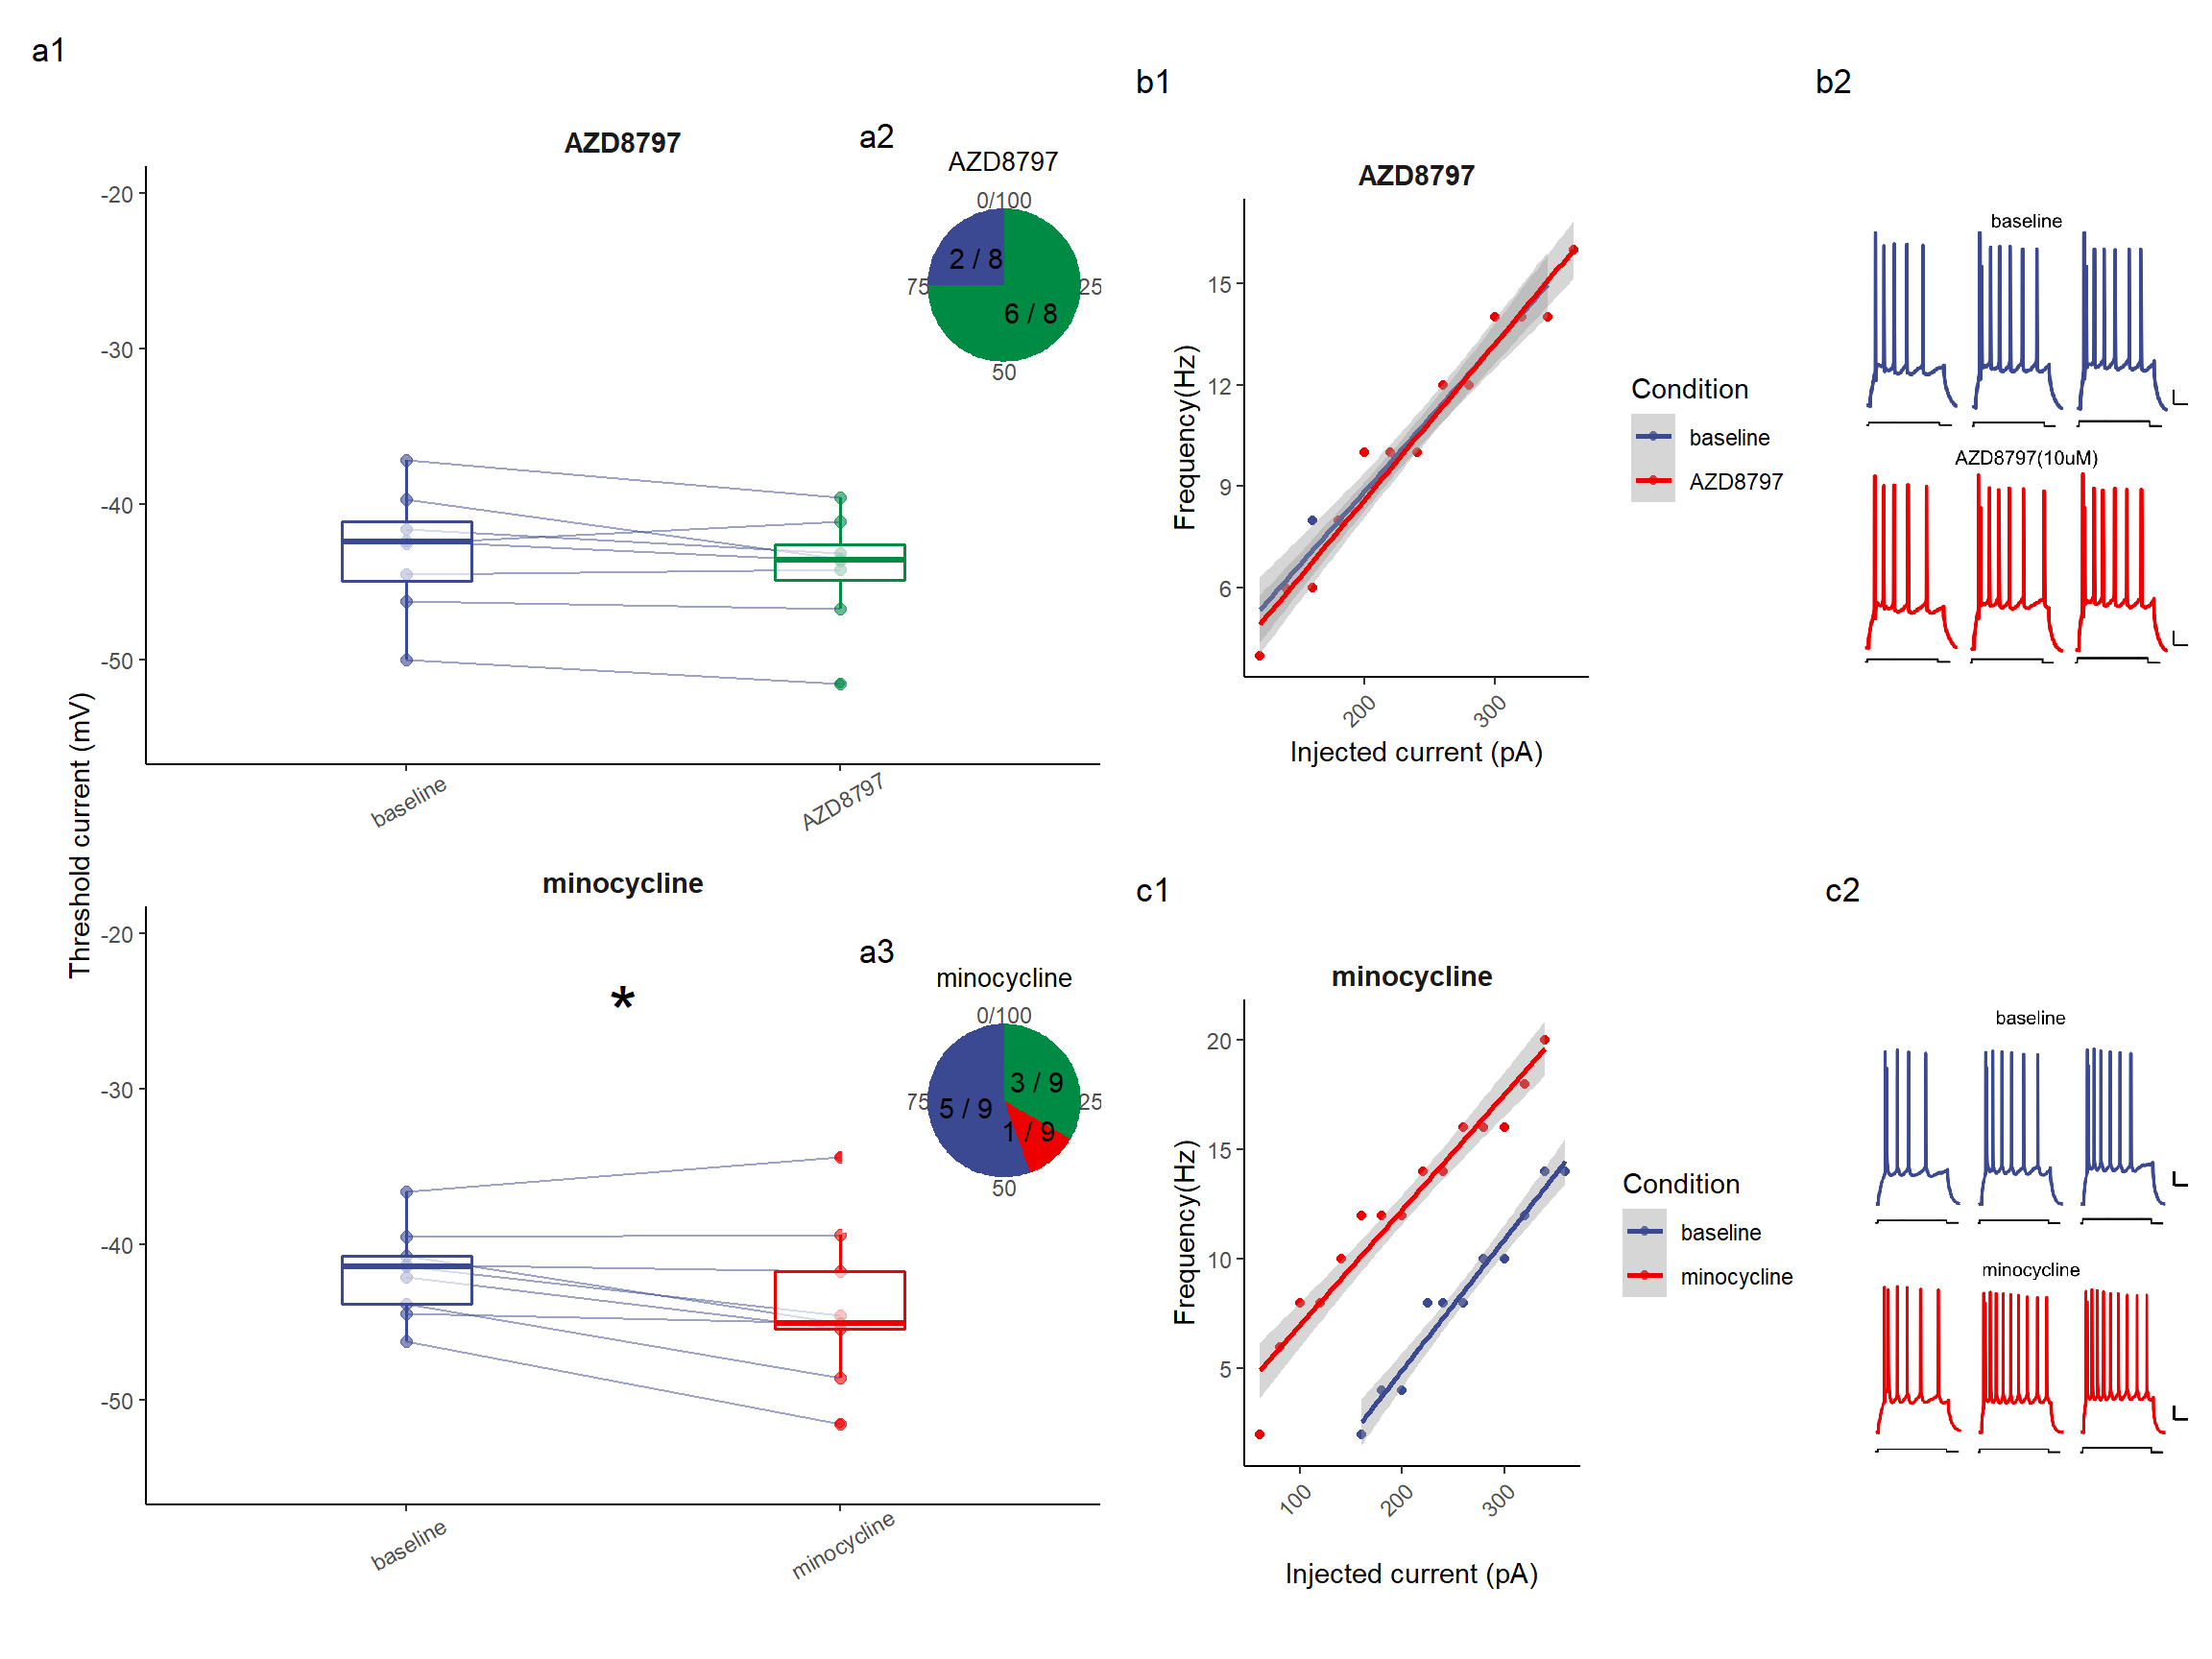 a1
AZD8797
-20
-30
-40
-50
baseline
AZD8797
Threshold current (mV)
minocycline
*
-20
-30
-40
-50
baseline
minocycline
a2
AZD8797
0/100
25
50
75
2 / 8
6 / 8
a3
minocycline
0/100
25
50
75
3 / 9
5 / 9
1 / 9
b1
AZD8797
Frequency(Hz)
15
12
9
6
200
300
Injected current (pA)
Condition
baseline
AZD8797
b2
baseline
AZD8797(10uM)
c1
minocycline
Frequency(Hz)
20
15
10
5
100
200
300
Injected current (pA)
Condition
baseline
minocycline
c2
baseline
minocycline